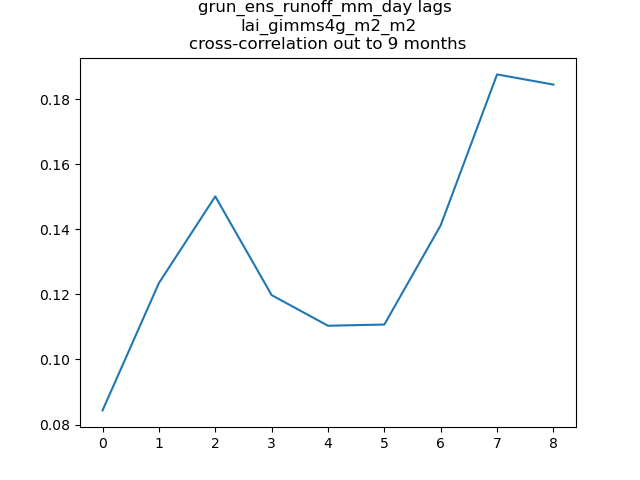 grun_ens_runoff_mm_day lags
lai_gimms4g_m2_m2
cross-correlation out to 9 months
0.18
0.16
0.14
0.12
0.10
0.08
0 1 2 3 4 5 6 7 8